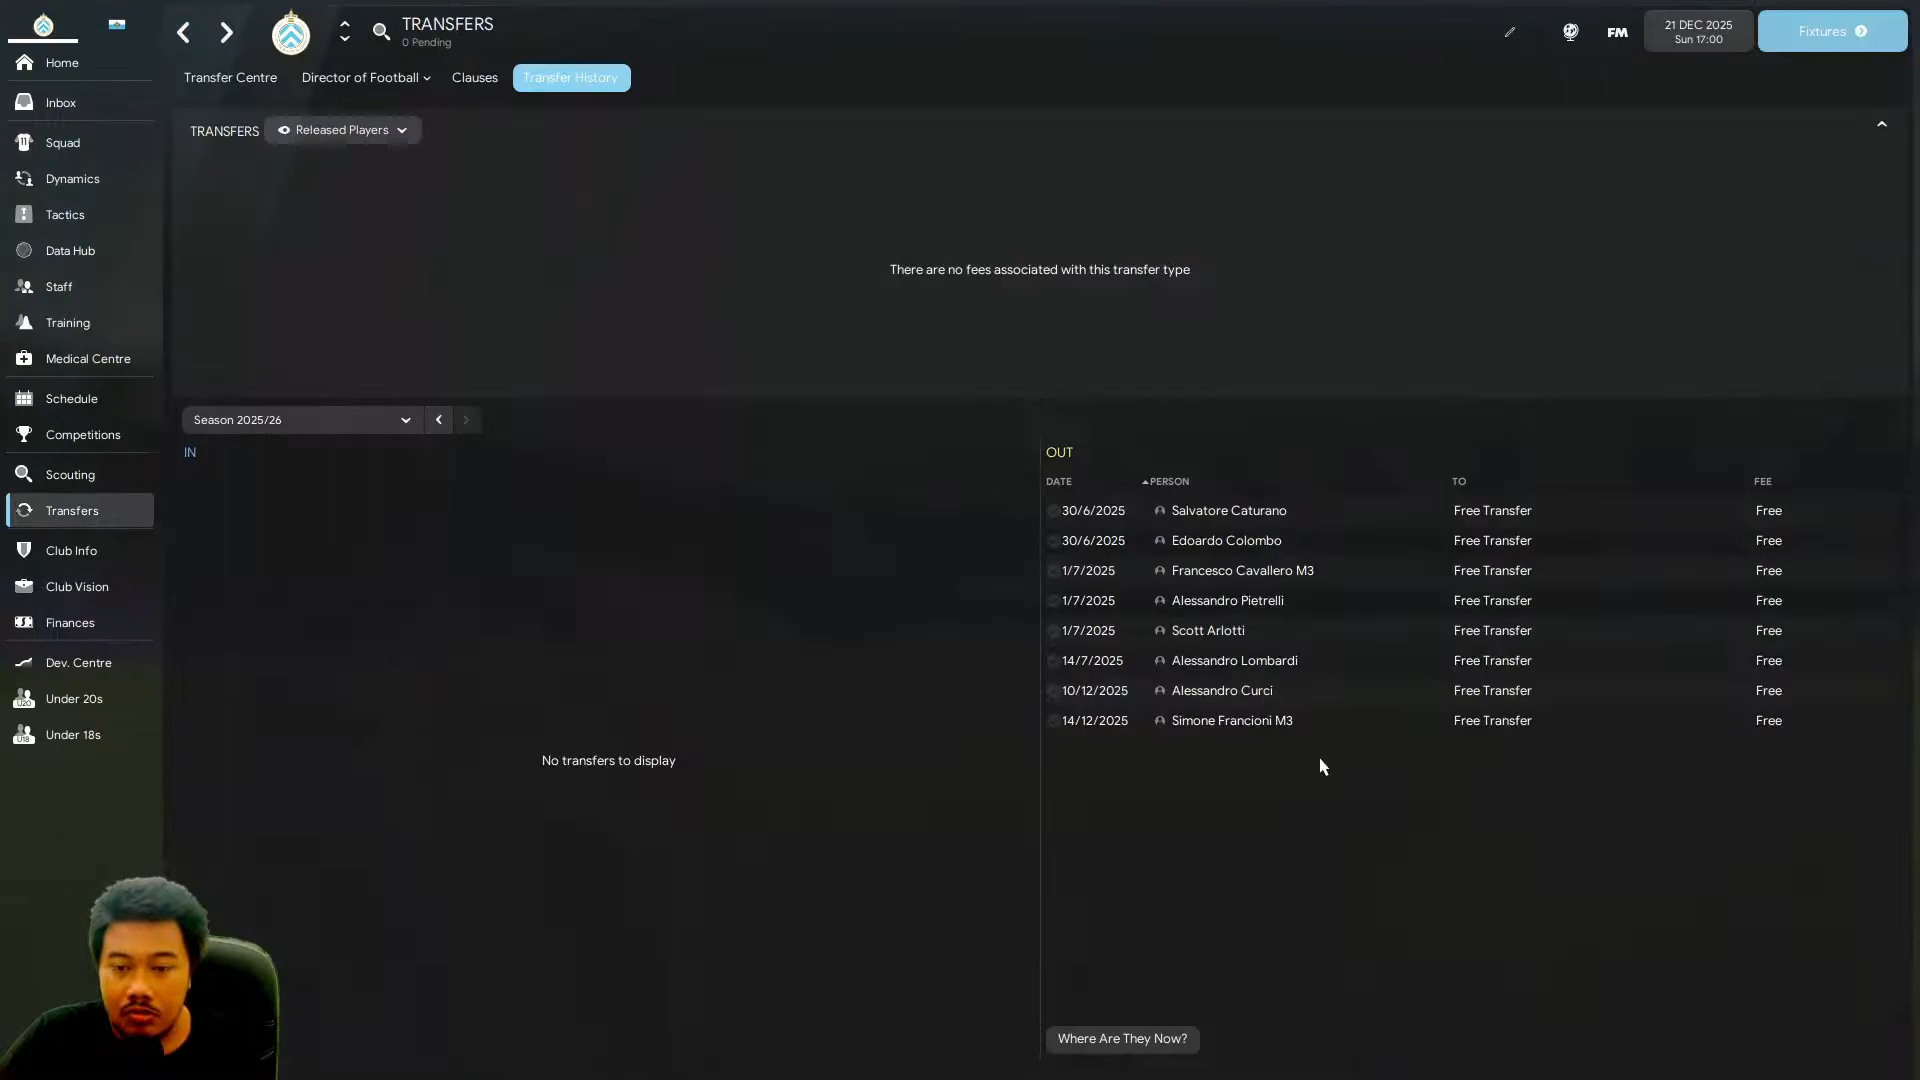 TRANSFERS
0 Pending
FM
21 DEC 2025
Sun 17:00
Fixtures
Home
Inbox
Squad
Dynamics
Tactics
Data Hub
Staff
Training
Medical Centre
Schedule
Competitions
Scouting
Transfers
Club Info
Club Vision
Finances
Dev. Centre
U20
Under 20s
U18
Under 18s
Transfer Centre
Director of Football
Clauses
Transfer History
TRANSFERS
Released Players
There are no fees associated with this transfer type
Season 2025/26
IN
No transfers to display
OUT
DATE PERSON TO FEE
30/6/2025 Salvatore Caturano Free Transfer Free
30/6/2025 Edoardo Colombo Free Transfer Free
1/7/2025 Francesco Cavallero M3 Free Transfer Free
1/7/2025 Alessandro Pietrelli Free Transfer Free
1/7/2025 Scott Arlotti Free Transfer Free
14/7/2025 Alessandro Lombardi Free Transfer Free
10/12/2025 Alessandro Curci Free Transfer Free
14/12/2025 Simone Francioni M3 Free Transfer Free
Where Are They Now?